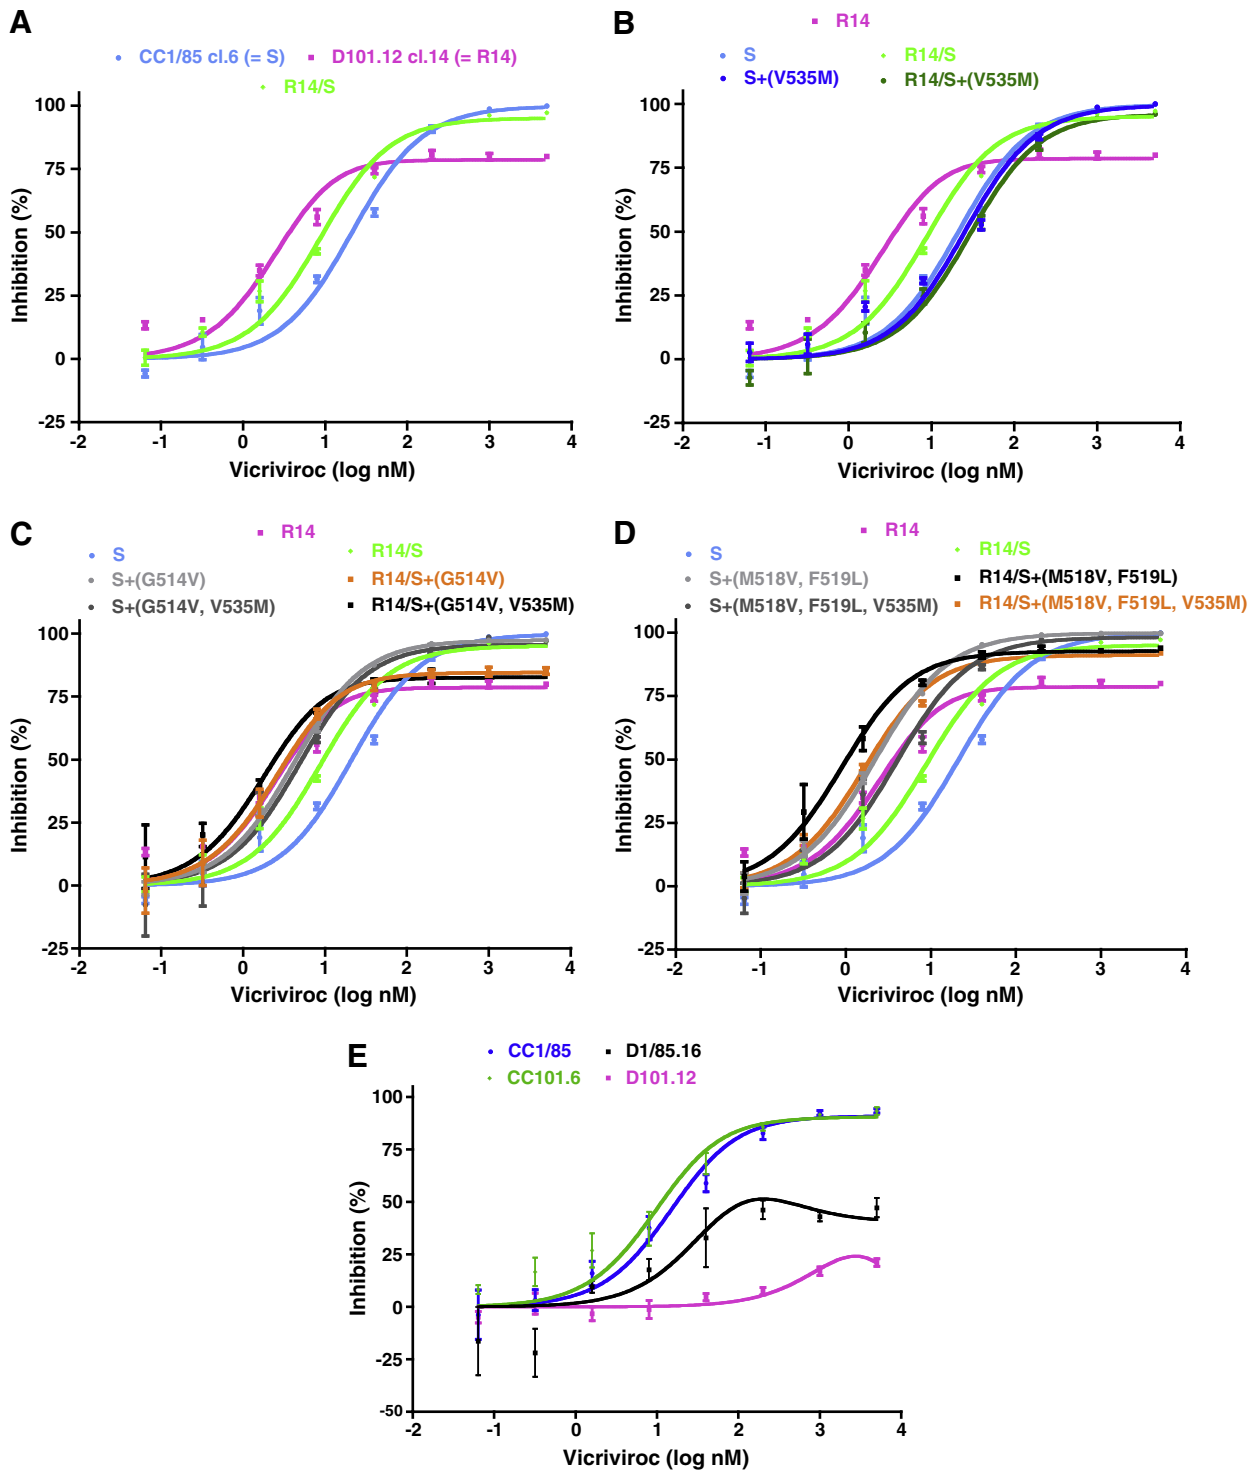 A
CC1/85 cl.6 (= S)
D101.12 cl.14 (= R14)
R14/S
100
75
50
25
0
-25
-2
-1
0
1
2
3
4
Inhibition (%)
Vicriviroc (log nM)
B
R14
S
R14/S
S+(V535M)
R14/S+(V535M)
100
75
50
25
0
-25
-2
-1
0
1
2
3
4
Inhibition (%)
Vicriviroc (log nM)
C
R14
S
R14/S
S+(G514V)
R14/S+(G514V)
S+(G514V, V535M)
R14/S+(G514V, V535M)
100
75
50
25
0
-25
-2
-1
0
1
2
3
4
Inhibition (%)
Vicriviroc (log nM)
D
R14
S
R14/S
S+(M518V, F519L)
R14/S+(M518V, F519L)
S+(M518V, F519L, V535M)
R14/S+(M518V, F519L, V535M)
100
75
50
25
0
-25
-2
-1
0
1
2
3
4
Inhibition (%)
Vicriviroc (log nM)
E
CC1/85
D1/85.16
CC101.6
D101.12
100
75
50
25
0
-25
-50
-2
-1
0
1
2
3
4
Inhibition (%)
Vicriviroc (log nM)